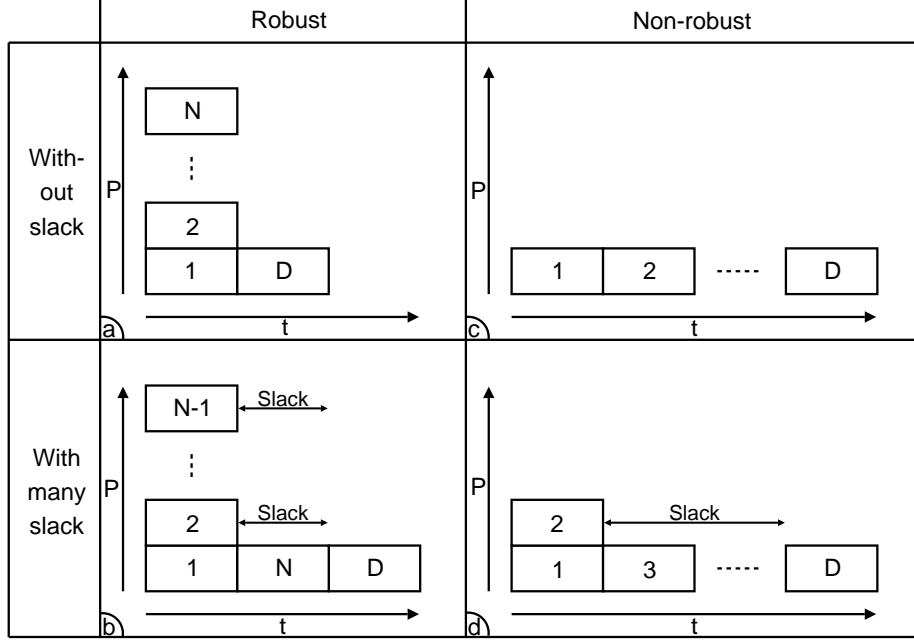 Robust
Non-robust
With-
out
slack
P
N
2
1 D
a
t
P
1 2 D
c
t
With
many
slack
P
N-1
Slack
2
Slack
1 N D
b
t
P
2
Slack
1 3 D
d
t